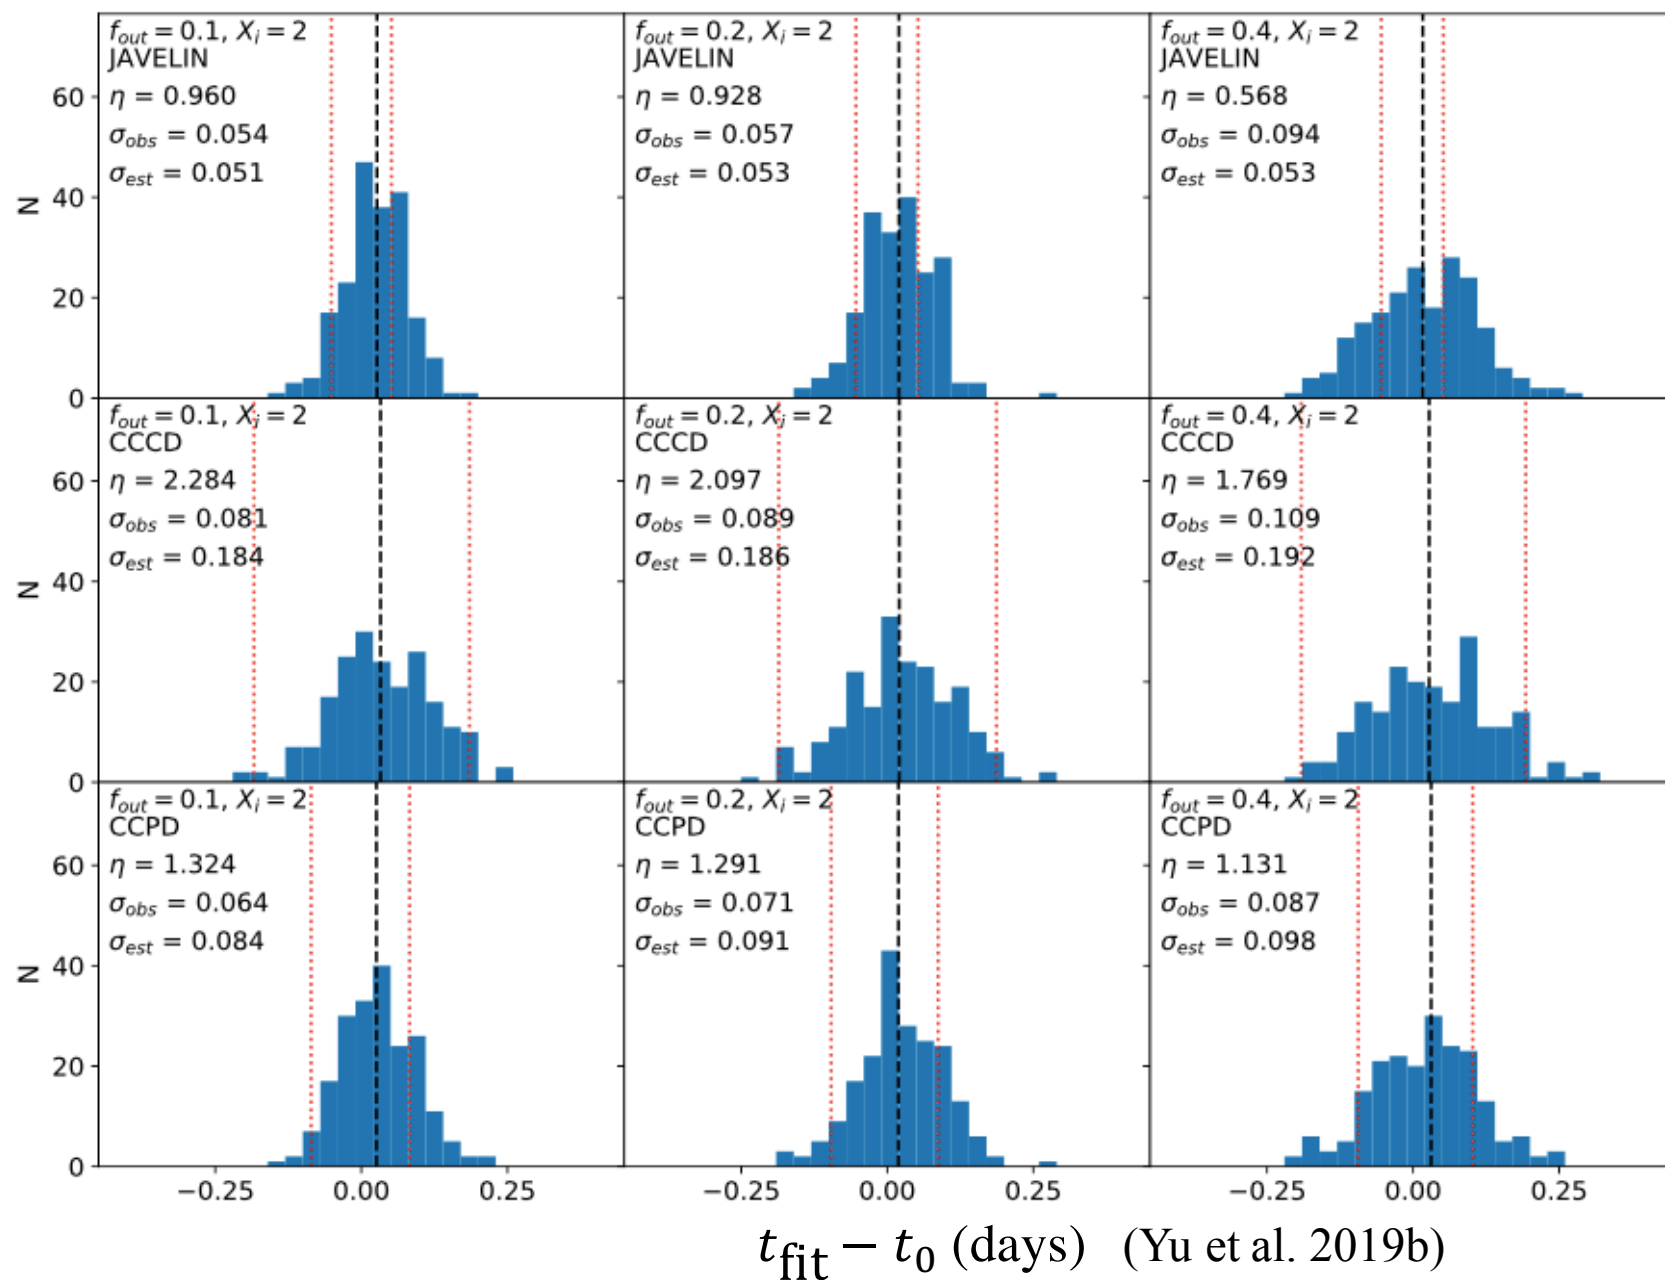 f_out = 0.1, X_i = 2
JAVELIN
η = 0.960
σ_obs = 0.054
σ_est = 0.051
f_out = 0.2, X_i = 2
JAVELIN
η = 0.928
σ_obs = 0.057
σ_est = 0.053
f_out = 0.4, X_i = 2
JAVELIN
η = 0.568
σ_obs = 0.094
σ_est = 0.053
60
40
20
0
N
f_out = 0.1, X_i = 2
CCCD
η = 2.284
σ_obs = 0.081
σ_est = 0.184
f_out = 0.2, X_i = 2
CCCD
η = 2.097
σ_obs = 0.089
σ_est = 0.186
f_out = 0.4, X_i = 2
CCCD
η = 1.769
σ_obs = 0.109
σ_est = 0.192
60
40
20
0
N
f_out = 0.1, X_i = 2
CCPD
η = 1.324
σ_obs = 0.064
σ_est = 0.084
f_out = 0.2, X_i = 2
CCPD
η = 1.291
σ_obs = 0.071
σ_est = 0.091
f_out = 0.4, X_i = 2
CCPD
η = 1.131
σ_obs = 0.087
σ_est = 0.098
60
40
20
0
N
−0.25 0.00 0.25 −0.25 0.00 0.25 −0.25 0.00 0.25
t_fit − t_0 (days) (Yu et al. 2019b)